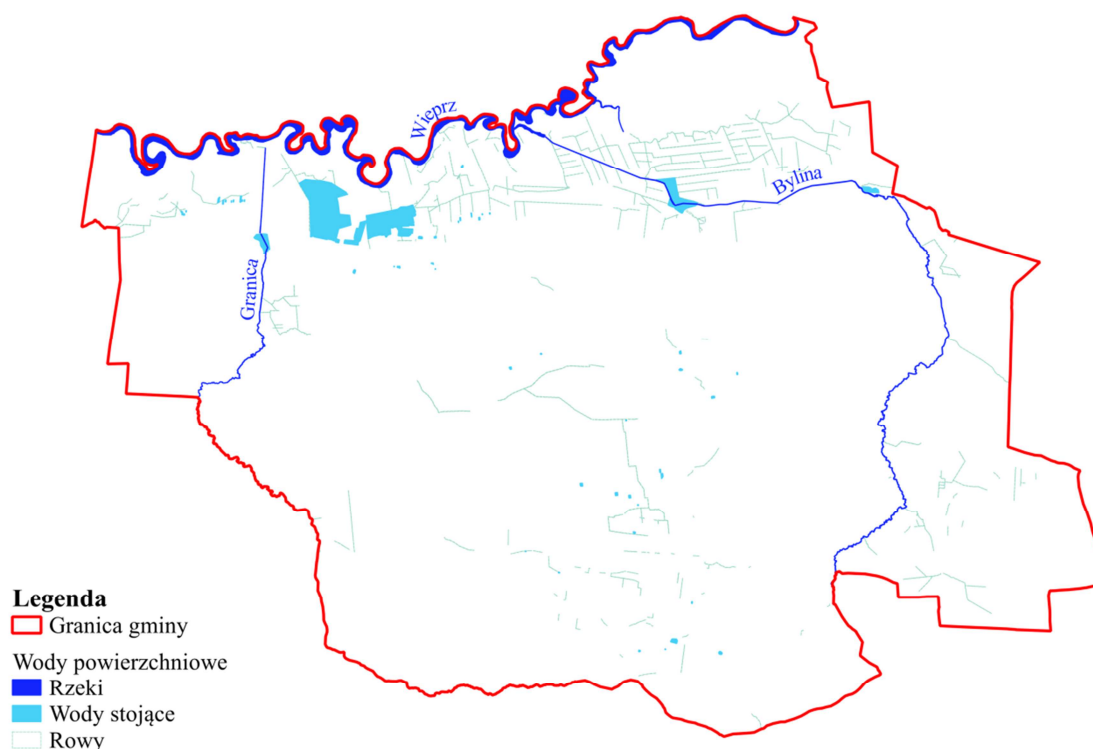 Wieprz
Bylina
Granica
Legenda
Granica gminy
Wody powierzchniowe
Rzeki
Wody stojące
Rowy